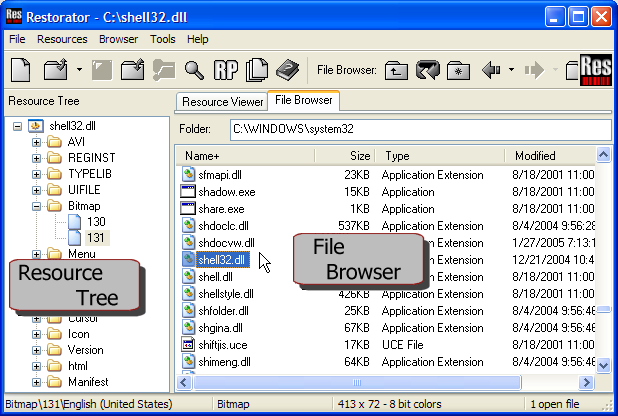 Restorator - C:\shell32.dll
File Resources Browser Tools Help
RP File Browser: Res
Resource Tree
Resource Viewer File Browser
shell32.dll
AVI
REGINST
TYPELIB
UIFILE
Bitmap
130
131
Menu
Resource
Tree
Cursor
Icon
Version
html
Manifest
Folder: C:\WINDOWS\system32
Name+ Size Type Modified
sfmapi.dll 23KB Application Extension 8/18/2001 11:00
shadow.exe 15KB Application 8/18/2001 11:00
share.exe 1KB Application 8/18/2001 11:00
shdoclc.dll 537KB Application Extension 8/4/2004 9:56:28
shdocvw.dll Application Extension 1/27/2005 7:13:1
shell32.dll 12/21/2004 10:4
shell.dll 8/18/2001 11:00
shellstyle.dll 426KB Application Extension 8/18/2001 11:00
shfolder.dll 25KB Application Extension 8/4/2004 9:56:46
shgina.dll 67KB Application Extension 8/4/2004 9:56:46
shiftjis.uce 17KB UCE File 8/18/2001 11:00
shimeng.dll 64KB Application Extension 8/4/2004 9:56:46
File
Browser
Bitmap\131\English (United States) Bitmap 413 x 72 - 8 bit colors 1 open file